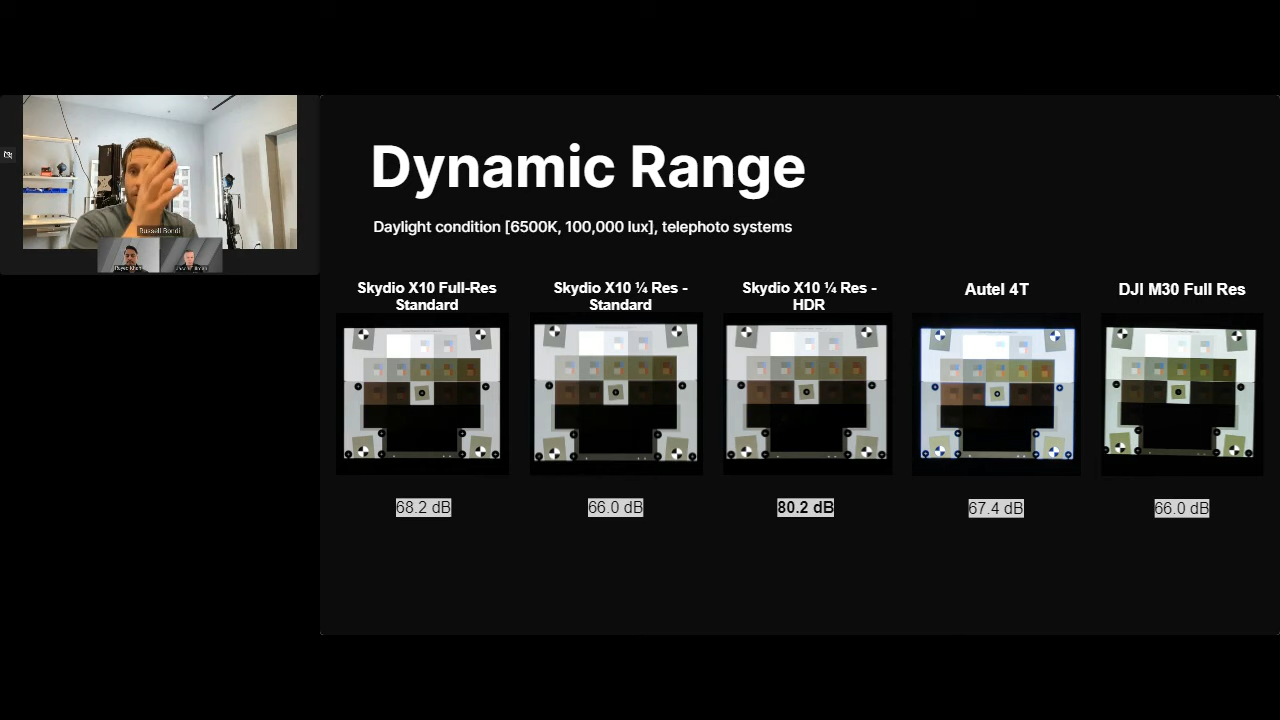 Dynamic Range
Daylight condition [6500K, 100,000 lux], telephoto systems
Skydio X10 Full-Res
Standard
Skydio X10 ¼ Res -
Standard
Skydio X10 ¼ Res -
HDR
Autel 4T
DJI M30 Full Res
68.2 dB
66.0 dB
80.2 dB
67.4 dB
66.0 dB
Russell Bondi